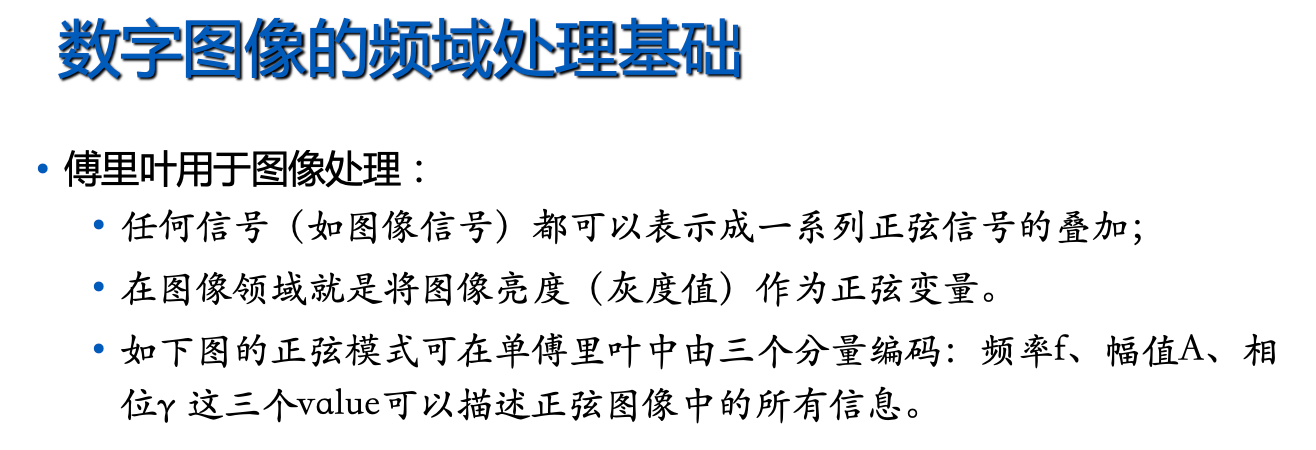 数字图像的频域处理基础
• 傅里叶用于图像处理：
• 任何信号（如图像信号）都可以表示成一系列正弦信号的叠加；
• 在图像领域就是将图像亮度（灰度值）作为正弦变量。
• 如下图的正弦模式可在单傅里叶中由三个分量编码：频率f、幅值A、相
位γ 这三个value可以描述正弦图像中的所有信息。